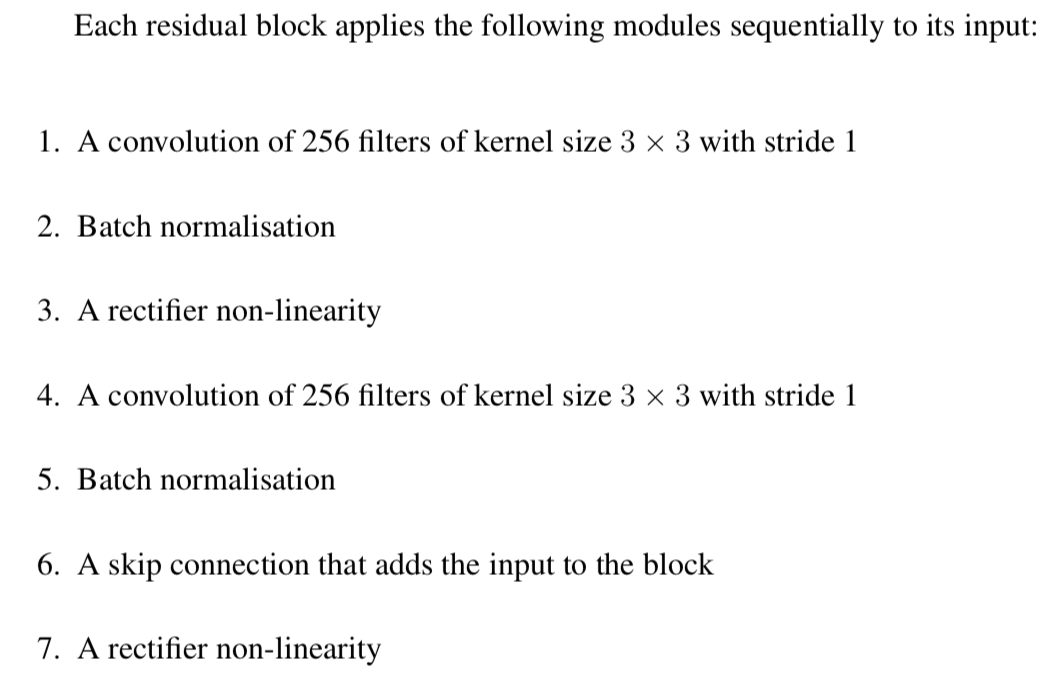 Each residual block applies the following modules sequentially to its input:
1. A convolution of 256 filters of kernel size 3 × 3 with stride 1
2. Batch normalisation
3. A rectifier non-linearity
4. A convolution of 256 filters of kernel size 3 × 3 with stride 1
5. Batch normalisation
6. A skip connection that adds the input to the block
7. A rectifier non-linearity